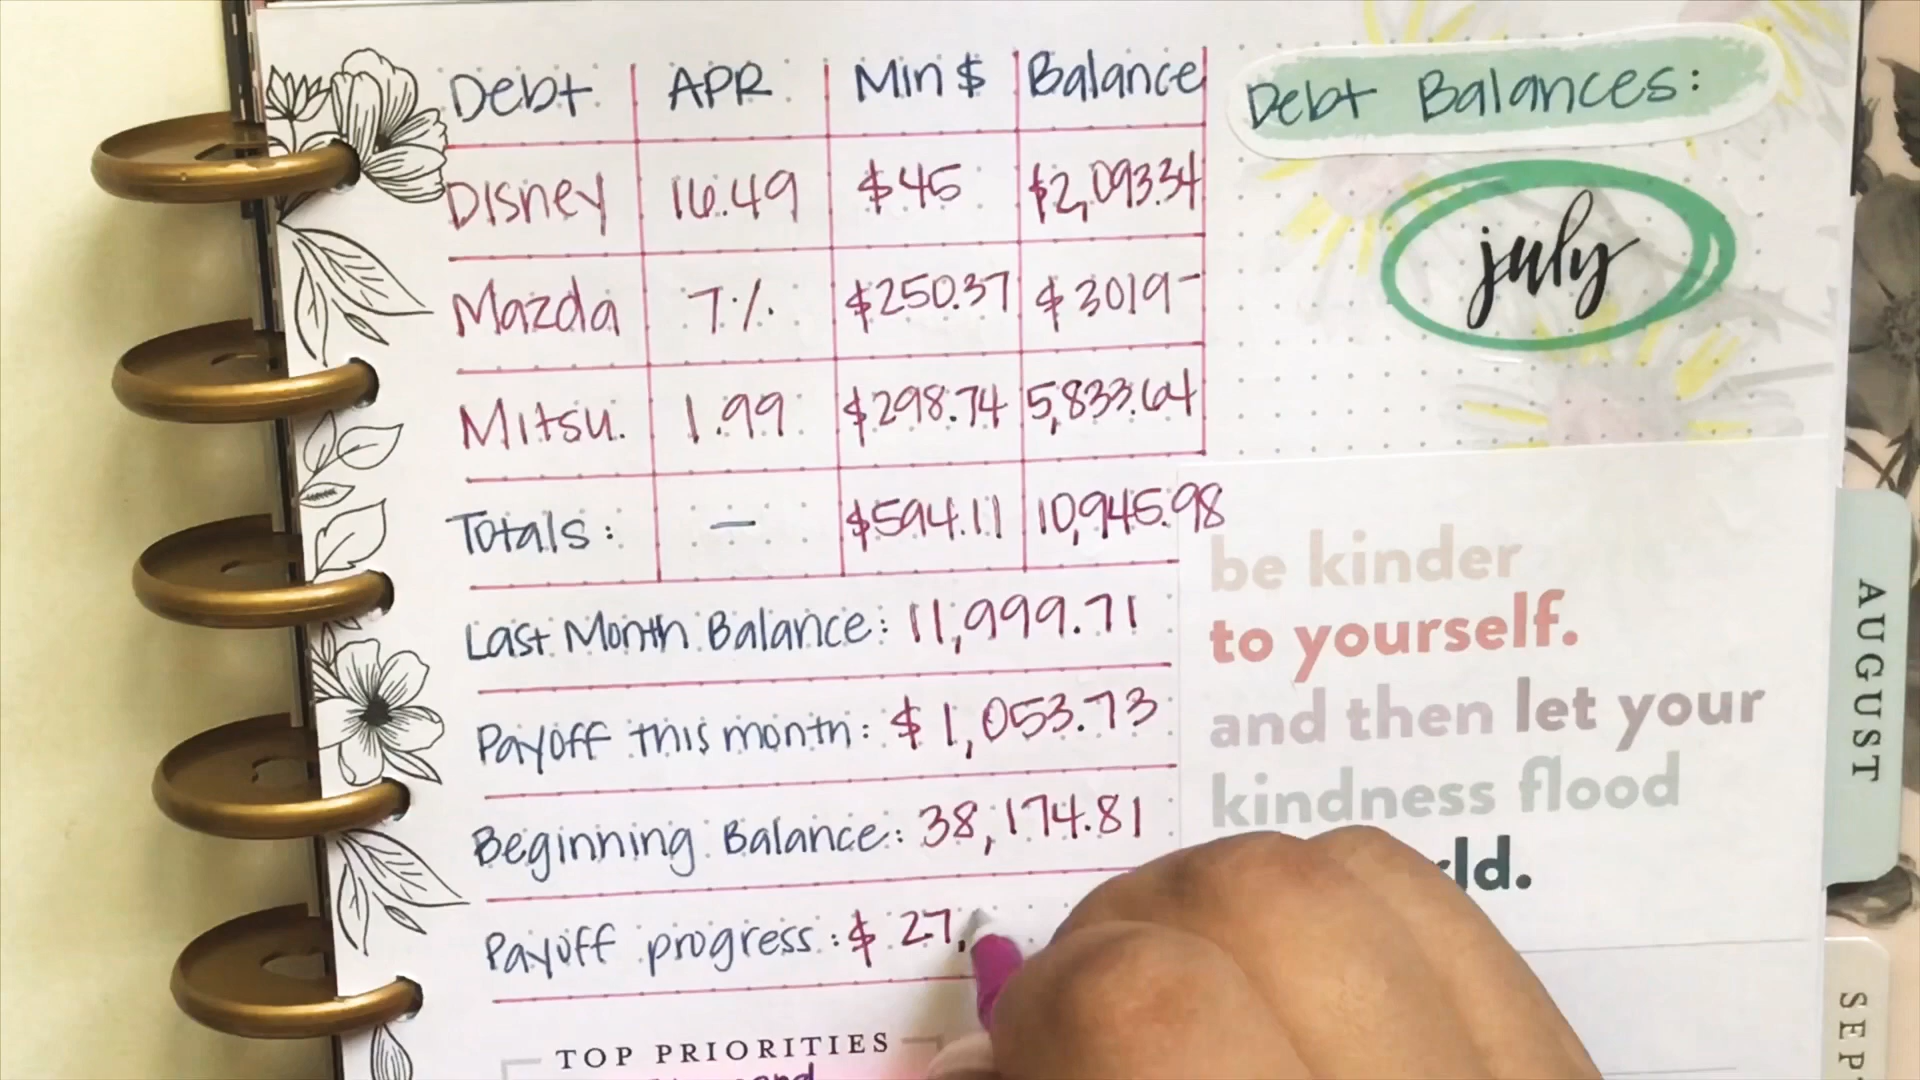 Debt APR Min $ Balance
Disney 16.49 $45 $2,093.34
Mazda 7% $250.37 $3019-
Mitsu. 1.99 $298.74 5,833.64
Totals: — $594.11 10,945.98
Last Month Balance: 11,999.71
Payoff this month: $1,053.73
Beginning Balance: 38,174.81
Payoff progress: $27,
TOP PRIORITIES
Debt Balances:
july
be kinder
to yourself.
and then let your
kindness flood
AUGUST